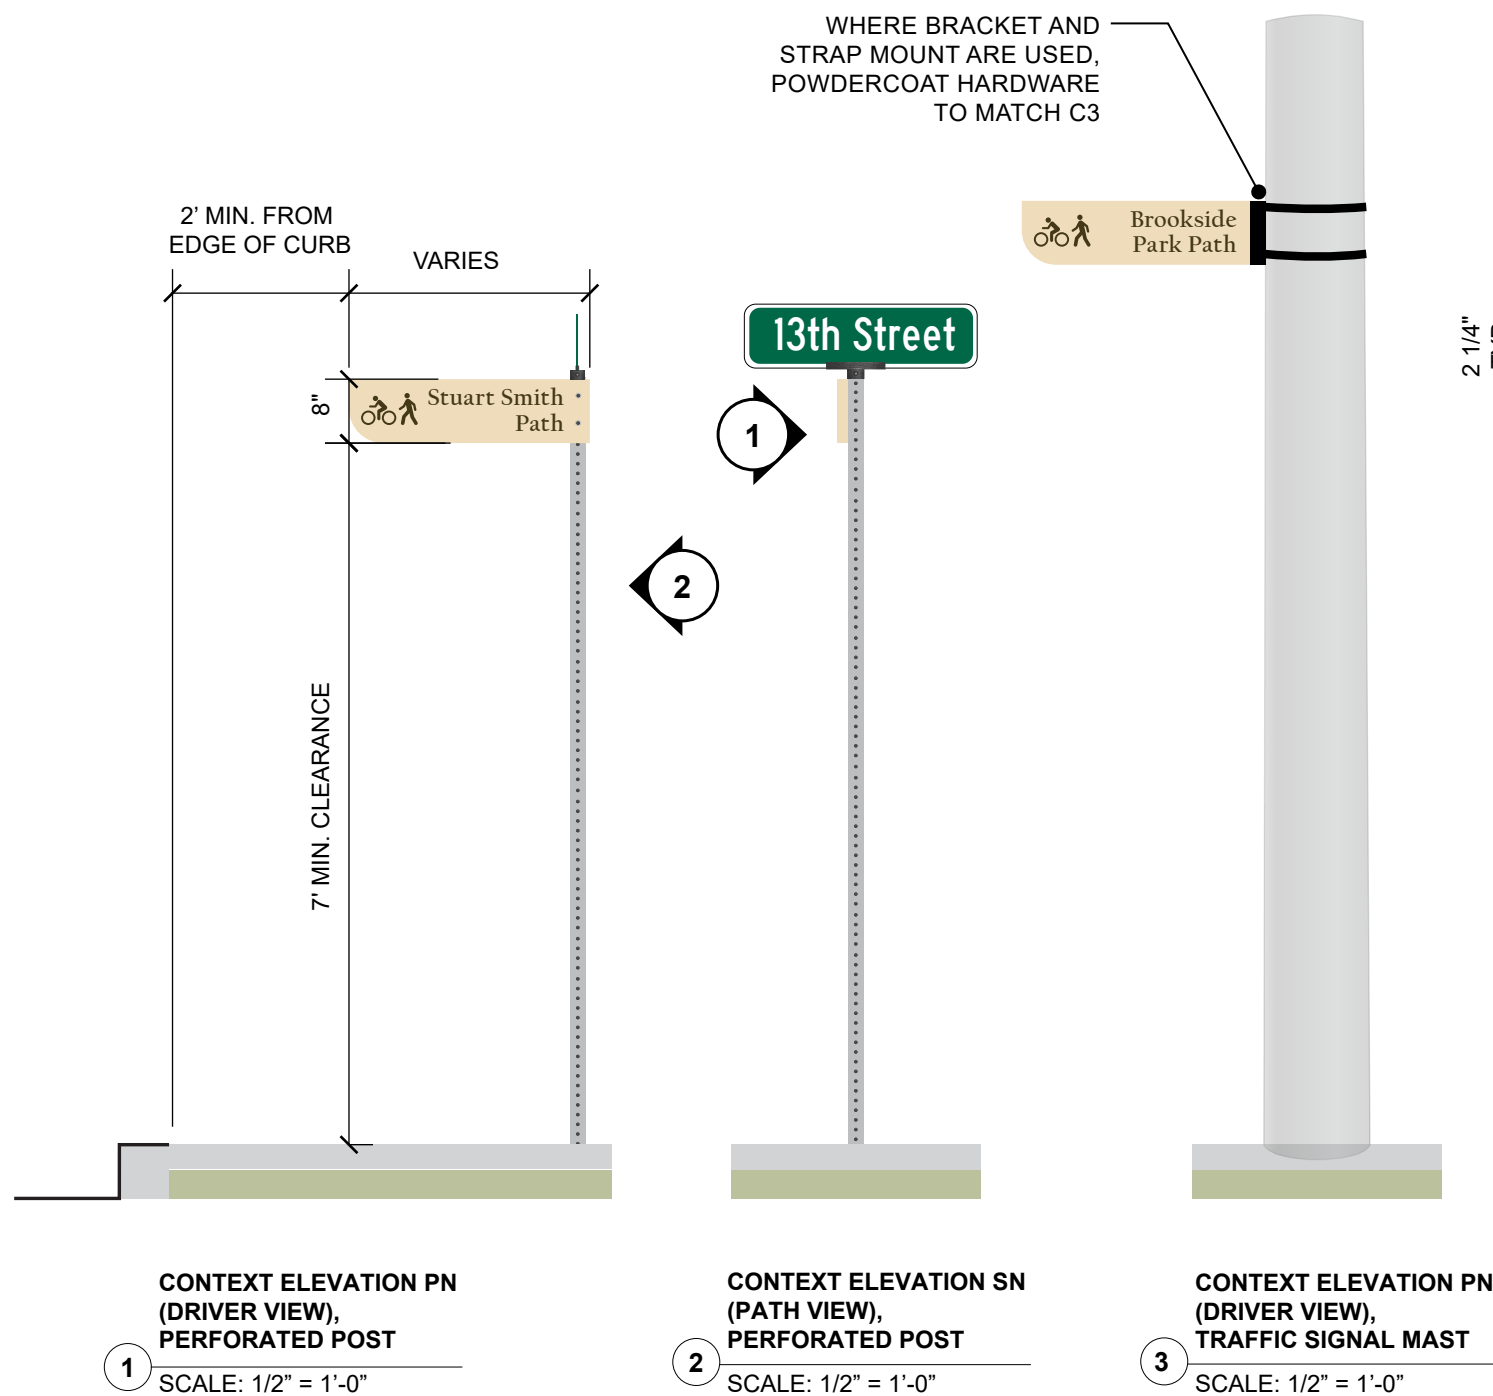 WHERE BRACKET AND
STRAP MOUNT ARE USED,
POWDERCOAT HARDWARE
TO MATCH C3
2’ MIN. FROM
EDGE OF CURB
VARIES
8"
Stuart Smith
Path
7' MIN. CLEARANCE
13th Street
1
2
Brookside
Park Path
2 1/4"
CONTEXT ELEVATION PN
(DRIVER VIEW),
PERFORATED POST
1
SCALE: 1/2” = 1’-0”
CONTEXT ELEVATION SN
(PATH VIEW),
PERFORATED POST
2
SCALE: 1/2” = 1’-0”
CONTEXT ELEVATION PN
(DRIVER VIEW),
TRAFFIC SIGNAL MAST
3
SCALE: 1/2” = 1’-0”